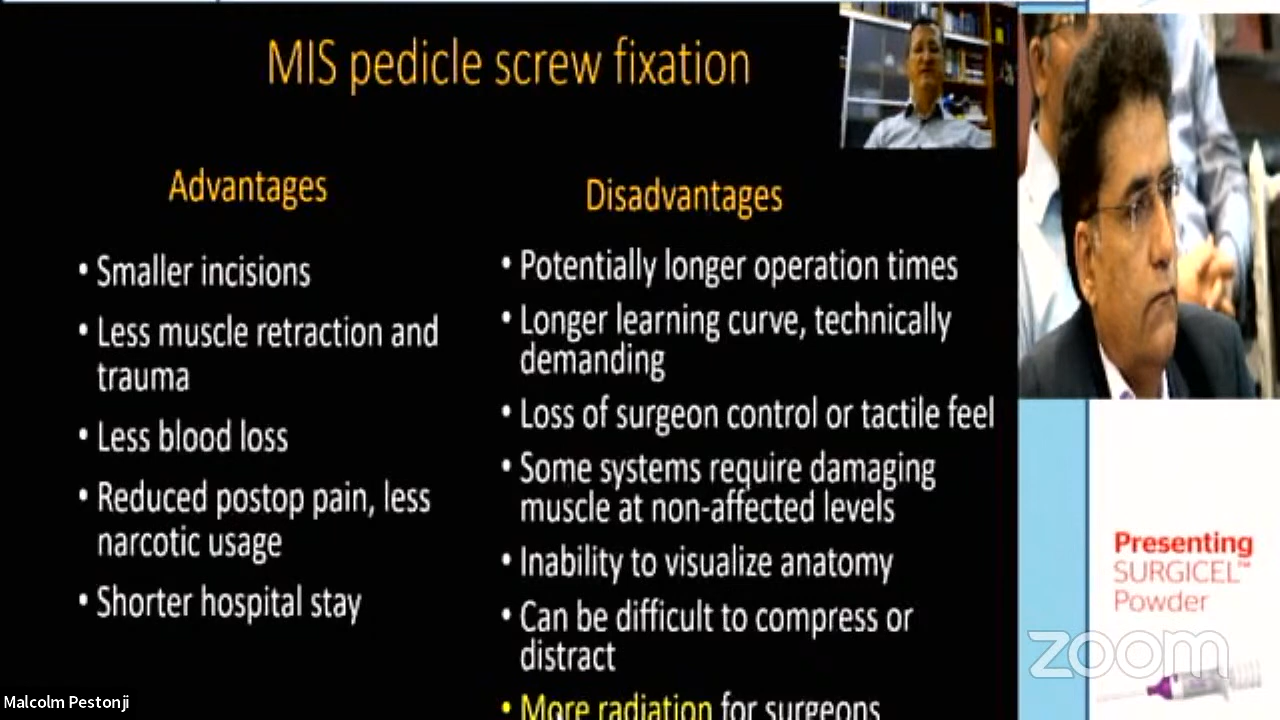 MIS pedicle screw fixation
Advantages
• Smaller incisions
• Less muscle retraction and
trauma
• Less blood loss
• Reduced postop pain, less
narcotic usage
• Shorter hospital stay
Disadvantages
• Potentially longer operation times
• Longer learning curve, technically
demanding
• Loss of surgeon control or tactile feel
• Some systems require damaging
muscle at non-affected levels
• Inability to visualize anatomy
• Can be difficult to compress or
distract
• More radiation for surgeons
Presenting
SURGICEL™
Powder
zoom
Malcolm Pestonji